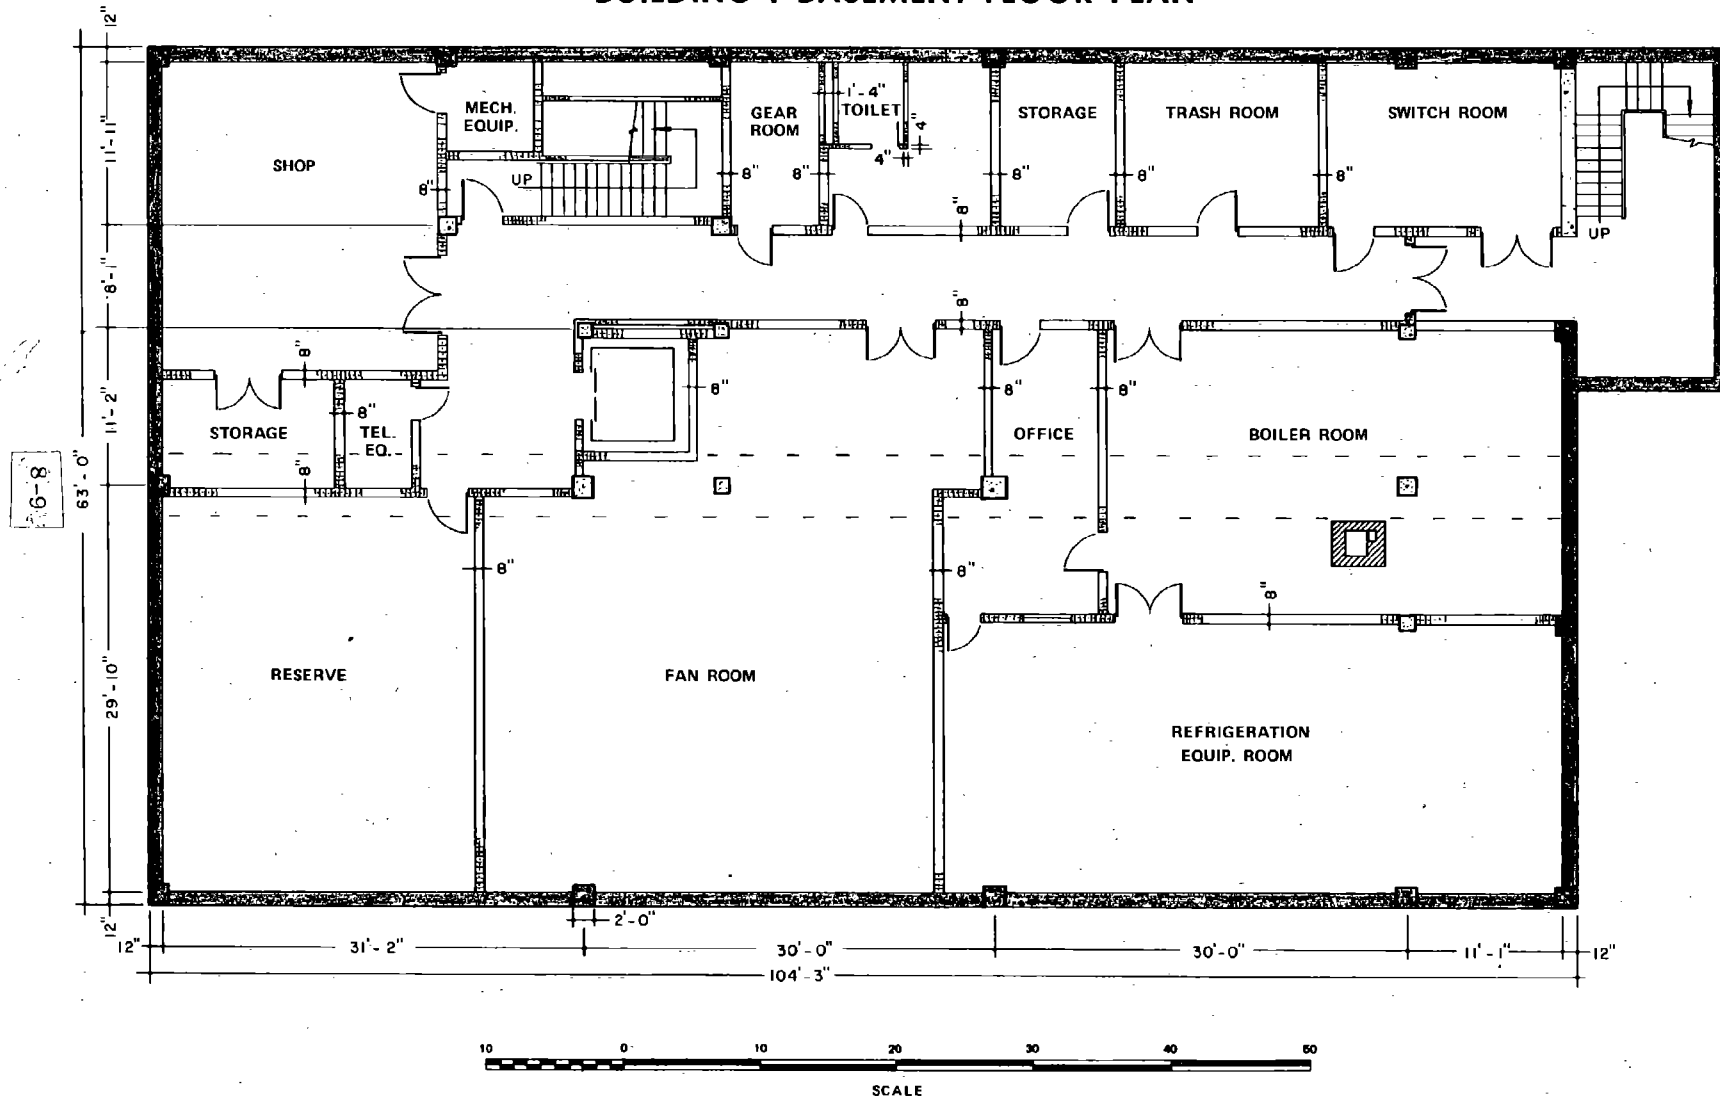 12"
MECH.
EQUIP.
GEAR
ROOM
1'-4"
TOILET
4"
4"
STORAGE
TRASH ROOM
SWITCH ROOM
11'-11"
SHOP
8"
UP
8"
8"
8"
8"
8"
8"
UP
8'-1"
8"
8"
8"
8"
8"
11'-2"
8"
STORAGE
TEL.
EQ.
OFFICE
BOILER ROOM
63'-0"
8"
8"
8"
8"
29'-10"
RESERVE
FAN ROOM
REFRIGERATION
EQUIP. ROOM
12"
2'-0"
12"
31'-2"
30'-0"
30'-0"
11'-1"
12"
104'-3"
10 0 10 20 30 40 50
SCALE